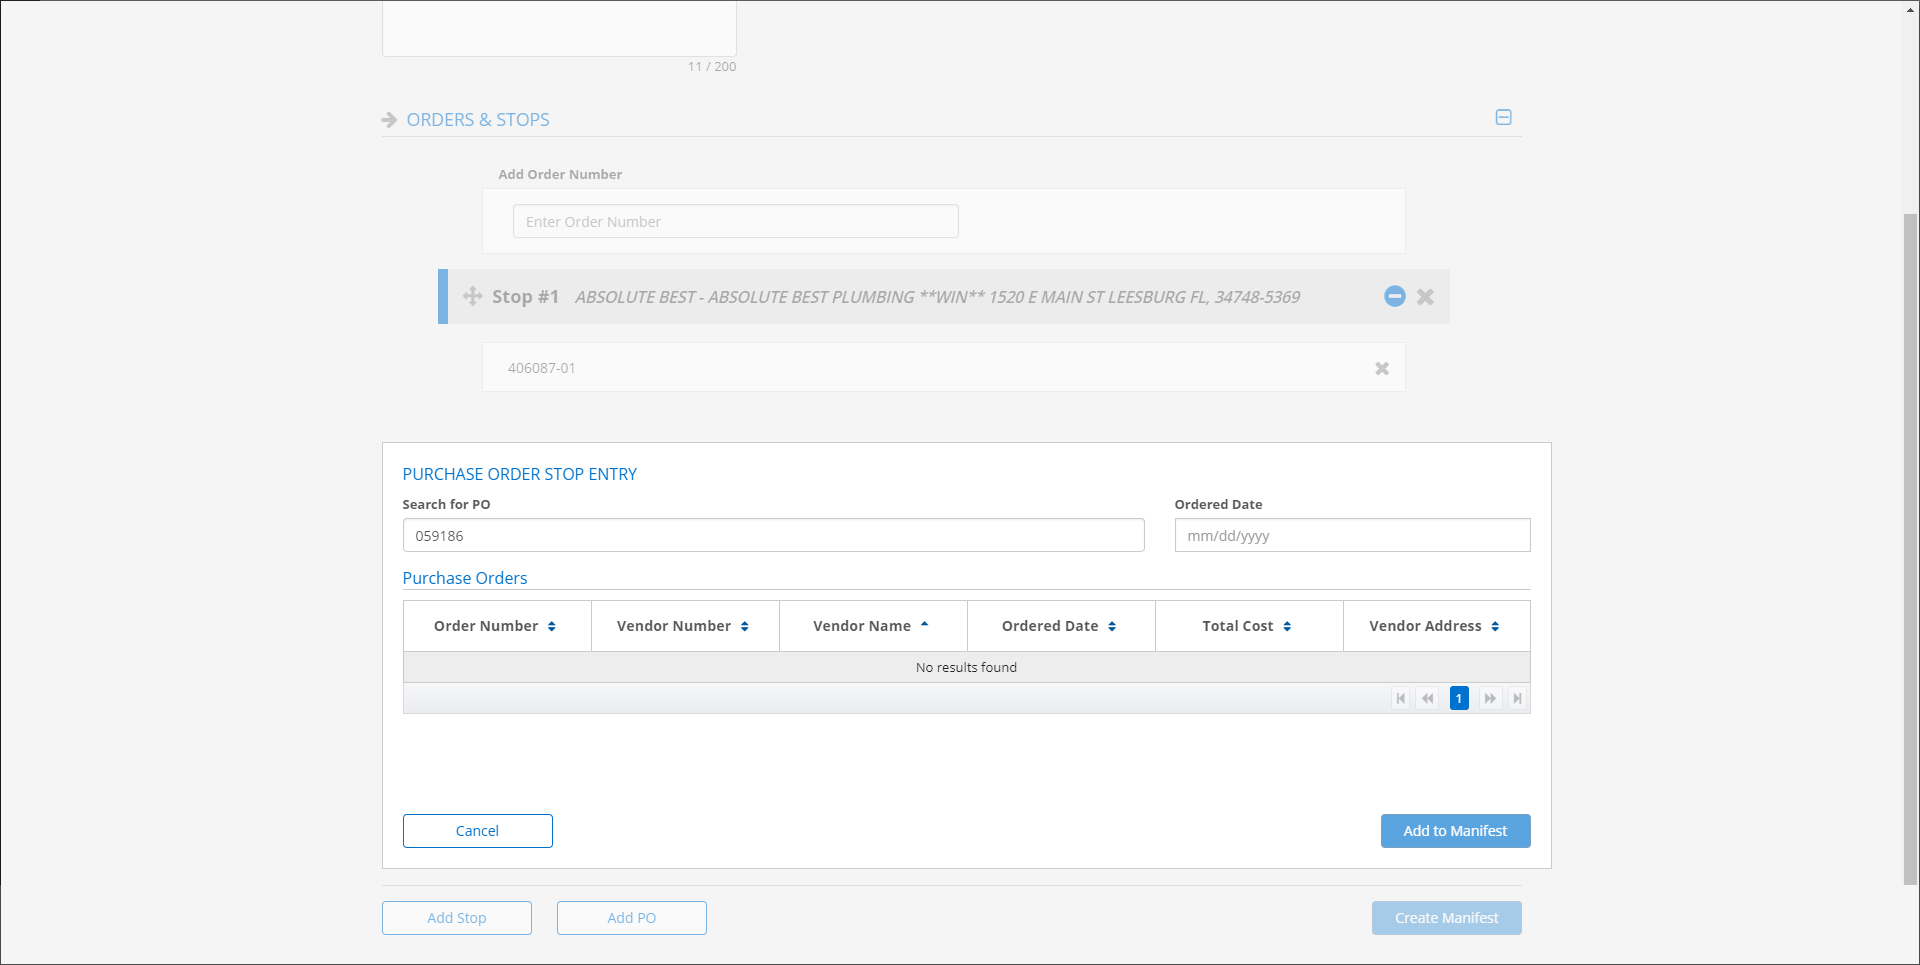 11 / 200
ORDERS & STOPS
Add Order Number
Enter Order Number
Stop #1 ABSOLUTE BEST - ABSOLUTE BEST PLUMBING **WIN** 1520 E MAIN ST LEESBURG FL, 34748-5369
406087-01
PURCHASE ORDER STOP ENTRY
Search for PO Ordered Date
059186 mm/dd/yyyy
Purchase Orders
Order Number Vendor Number Vendor Name Ordered Date Total Cost Vendor Address
No results found
1
Cancel Add to Manifest
Add Stop Add PO Create Manifest